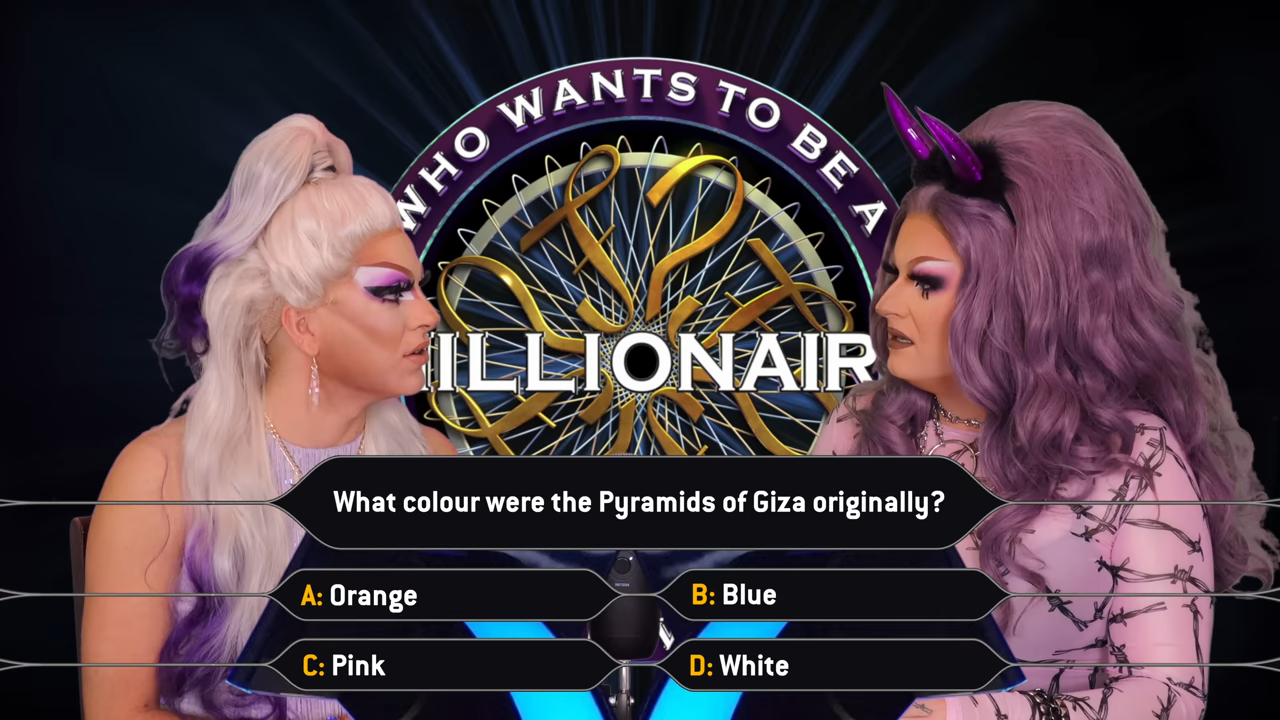 WHO WANTS TO BE A
ILLIONAIR
What colour were the Pyramids of Giza originally?
A: Orange
B: Blue
C: Pink
D: White